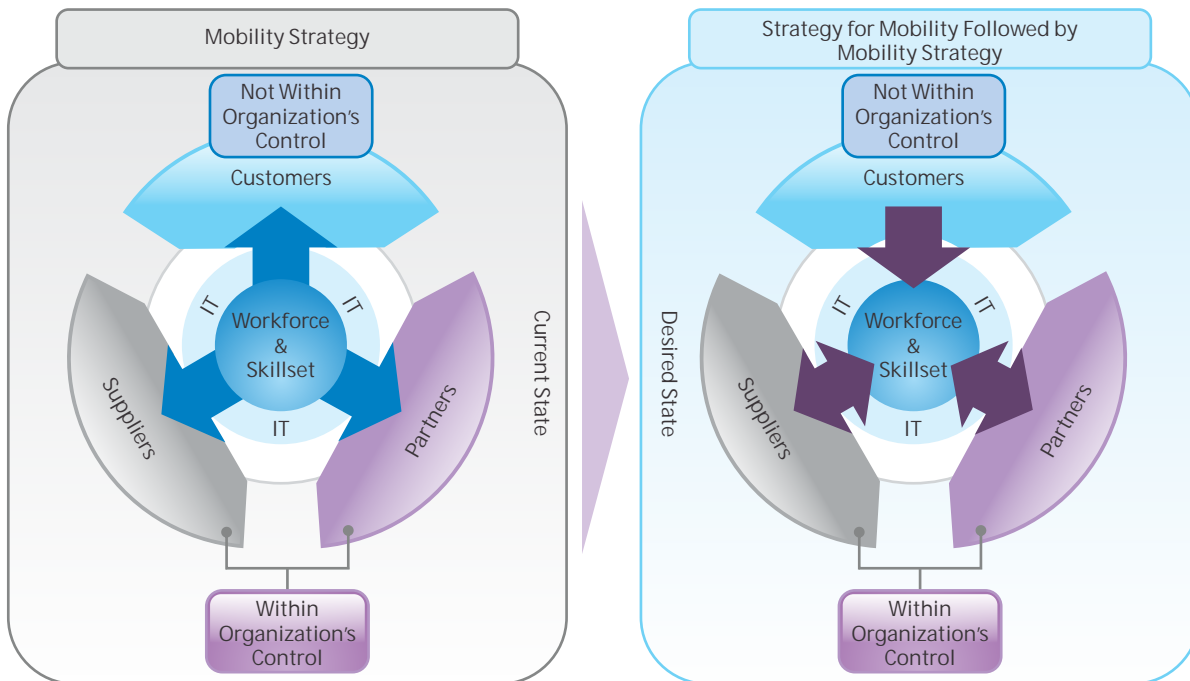 Mobility Strategy
Not Within
Organization's
Control
Customers
IT
IT
Workforce
&
Skillset
IT
Suppliers
Partners
Within
Organization's
Control
Current State
Strategy for Mobility Followed by
Mobility Strategy
Not Within
Organization's
Control
Customers
IT
IT
Workforce
&
Skillset
IT
Suppliers
Partners
Within
Organization's
Control
Desired State